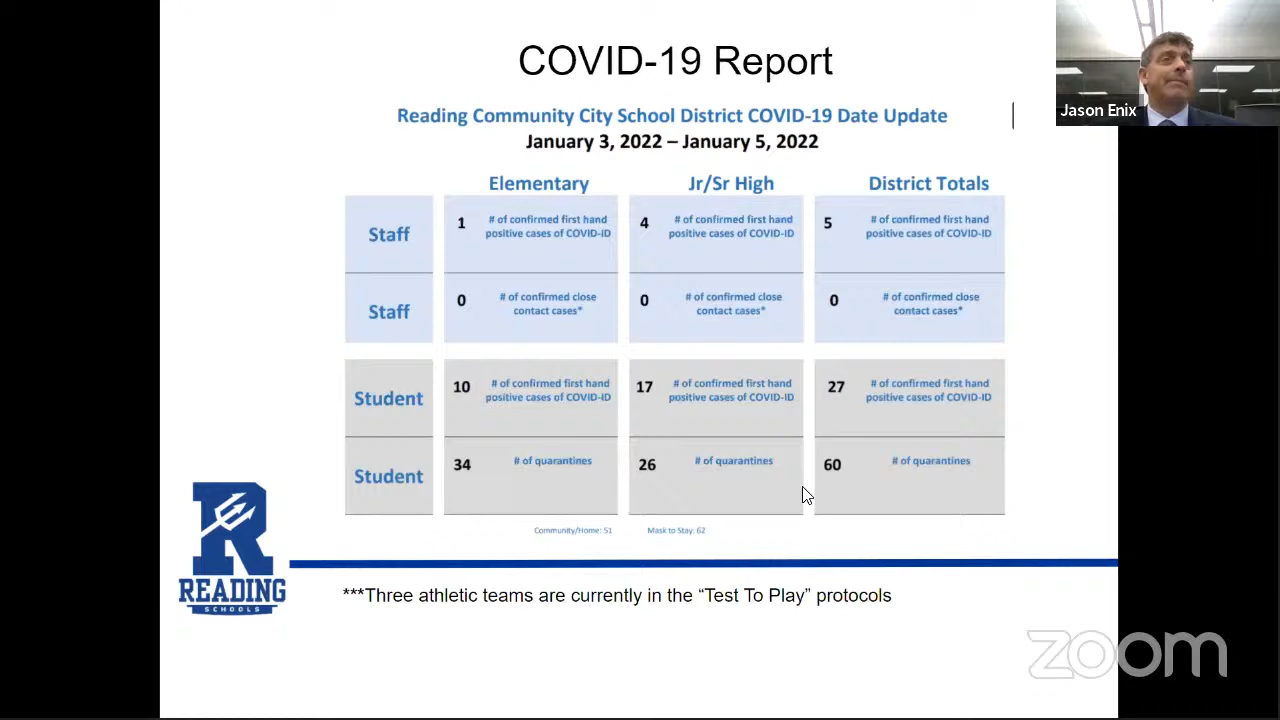 COVID-19 Report
Jason Enix
Reading Community City School District COVID-19 Date Update
January 3, 2022 – January 5, 2022
Elementary Jr/Sr High District Totals
Staff 1 # of confirmed first hand positive cases of COVID-ID 4 # of confirmed first hand positive cases of COVID-ID 5 # of confirmed first hand positive cases of COVID-ID
Staff 0 # of confirmed close contact cases* 0 # of confirmed close contact cases* 0 # of confirmed close contact cases*
Student 10 # of confirmed first hand positive cases of COVID-ID 17 # of confirmed first hand positive cases of COVID-ID 27 # of confirmed first hand positive cases of COVID-ID
Student 34 # of quarantines 26 # of quarantines 60 # of quarantines
Community/Home: 51 Mask to Stay: 62
R
READING
SCHOOLS
***Three athletic teams are currently in the “Test To Play” protocols
zoom